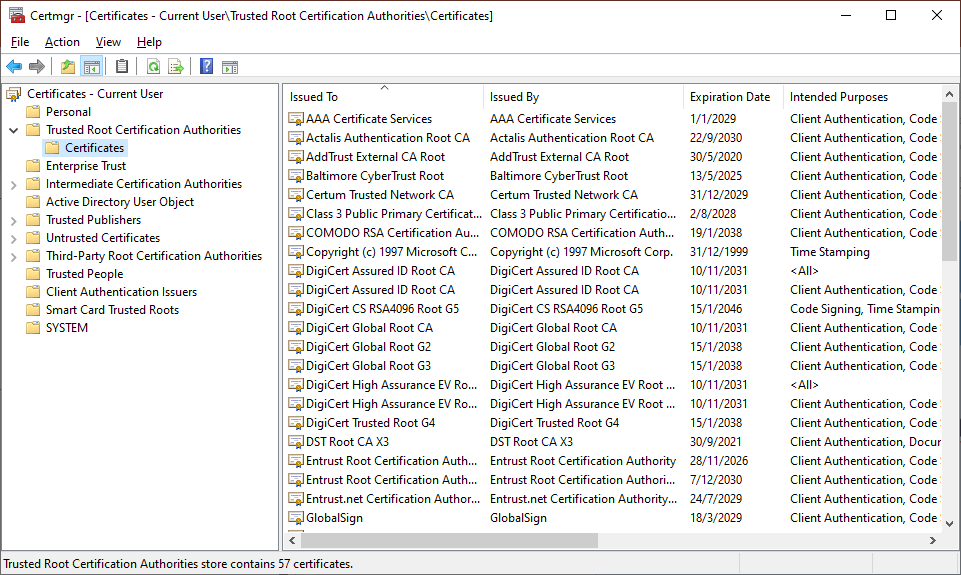 Certmgr - [Certificates - Current User\Trusted Root Certification Authorities\Certificates]
File Action View Help
Certificates - Current User
Personal
Trusted Root Certification Authorities
Certificates
Enterprise Trust
Intermediate Certification Authorities
Active Directory User Object
Trusted Publishers
Untrusted Certificates
Third-Party Root Certification Authorities
Trusted People
Client Authentication Issuers
Smart Card Trusted Roots
SYSTEM
Issued To Issued By Expiration Date Intended Purposes
AAA Certificate Services AAA Certificate Services 1/1/2029 Client Authentication, Code
Actalis Authentication Root CA Actalis Authentication Root CA 22/9/2030 Client Authentication, Code
AddTrust External CA Root AddTrust External CA Root 30/5/2020 Client Authentication, Code
Baltimore CyberTrust Root Baltimore CyberTrust Root 13/5/2025 Client Authentication, Code
Certum Trusted Network CA Certum Trusted Network CA 31/12/2029 Client Authentication, Code
Class 3 Public Primary Certificat... Class 3 Public Primary Certificatio... 2/8/2028 Client Authentication, Code
COMODO RSA Certification Au... COMODO RSA Certification Auth... 19/1/2038 Client Authentication, Code
Copyright (c) 1997 Microsoft C... Copyright (c) 1997 Microsoft Corp. 31/12/1999 Time Stamping
DigiCert Assured ID Root CA DigiCert Assured ID Root CA 10/11/2031 <All>
DigiCert Assured ID Root CA DigiCert Assured ID Root CA 10/11/2031 Client Authentication, Code
DigiCert CS RSA4096 Root G5 DigiCert CS RSA4096 Root G5 15/1/2046 Code Signing, Time Stampin
DigiCert Global Root CA DigiCert Global Root CA 10/11/2031 Client Authentication, Code
DigiCert Global Root G2 DigiCert Global Root G2 15/1/2038 Client Authentication, Code
DigiCert Global Root G3 DigiCert Global Root G3 15/1/2038 Client Authentication, Code
DigiCert High Assurance EV Ro... DigiCert High Assurance EV Root ... 10/11/2031 <All>
DigiCert High Assurance EV Ro... DigiCert High Assurance EV Root ... 10/11/2031 Client Authentication, Code
DigiCert Trusted Root G4 DigiCert Trusted Root G4 15/1/2038 Client Authentication, Code
DST Root CA X3 DST Root CA X3 30/9/2021 Client Authentication, Docur
Entrust Root Certification Auth... Entrust Root Certification Authority 28/11/2026 Client Authentication, Code
Entrust Root Certification Auth... Entrust Root Certification Authori... 7/12/2030 Client Authentication, Code
Entrust.net Certification Author... Entrust.net Certification Authority... 24/7/2029 Client Authentication, Code
GlobalSign GlobalSign 18/3/2029 Client Authentication, Code
Trusted Root Certification Authorities store contains 57 certificates.